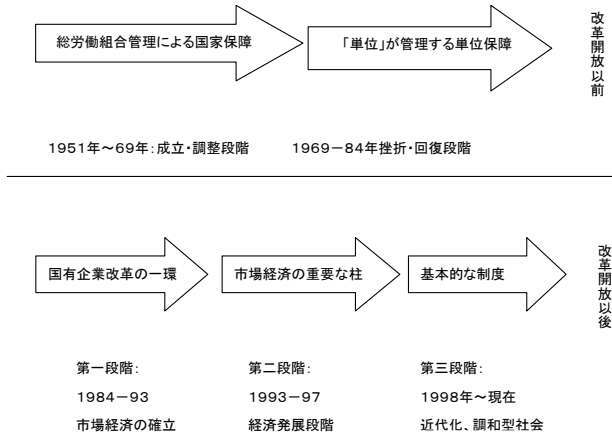 総労働組合管理による国家保障
「単位」が管理する単位保障
改革開放以前
1951年～69年：成立・調整段階
1969－84年挫折・回復段階
国有企業改革の一環
市場経済の重要な柱
基本的な制度
改革開放以後
第一段階：
1984－93
市場経済の確立
第二段階：
1993－97
経済発展段階
第三段階：
1998年～現在
近代化、調和型社会